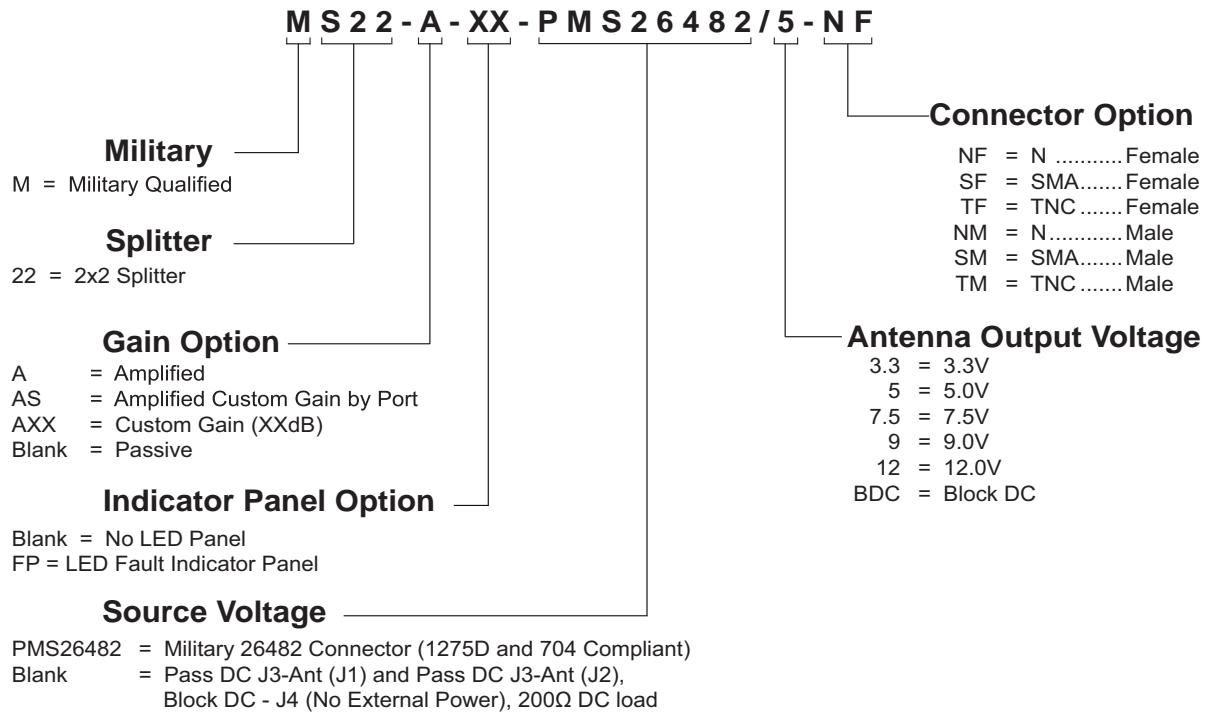 M S 2 2 - A - XX - P M S 2 6 4 8 2 / 5 - N F
Military
M = Military Qualified
Splitter
22 = 2x2 Splitter
Gain Option
A = Amplified
AS = Amplified Custom Gain by Port
AXX = Custom Gain (XXdB)
Blank = Passive
Indicator Panel Option
Blank = No LED Panel
FP = LED Fault Indicator Panel
Source Voltage
PMS26482 = Military 26482 Connector (1275D and 704 Compliant)
Blank = Pass DC J3-Ant (J1) and Pass DC J3-Ant (J2),
Block DC - J4 (No External Power), 200Ω DC load
Connector Option
NF = N ........... Female
SF = SMA....... Female
TF = TNC ....... Female
NM = N............ Male
SM = SMA....... Male
TM = TNC ....... Male
Antenna Output Voltage
3.3 = 3.3V
5 = 5.0V
7.5 = 7.5V
9 = 9.0V
12 = 12.0V
BDC = Block DC